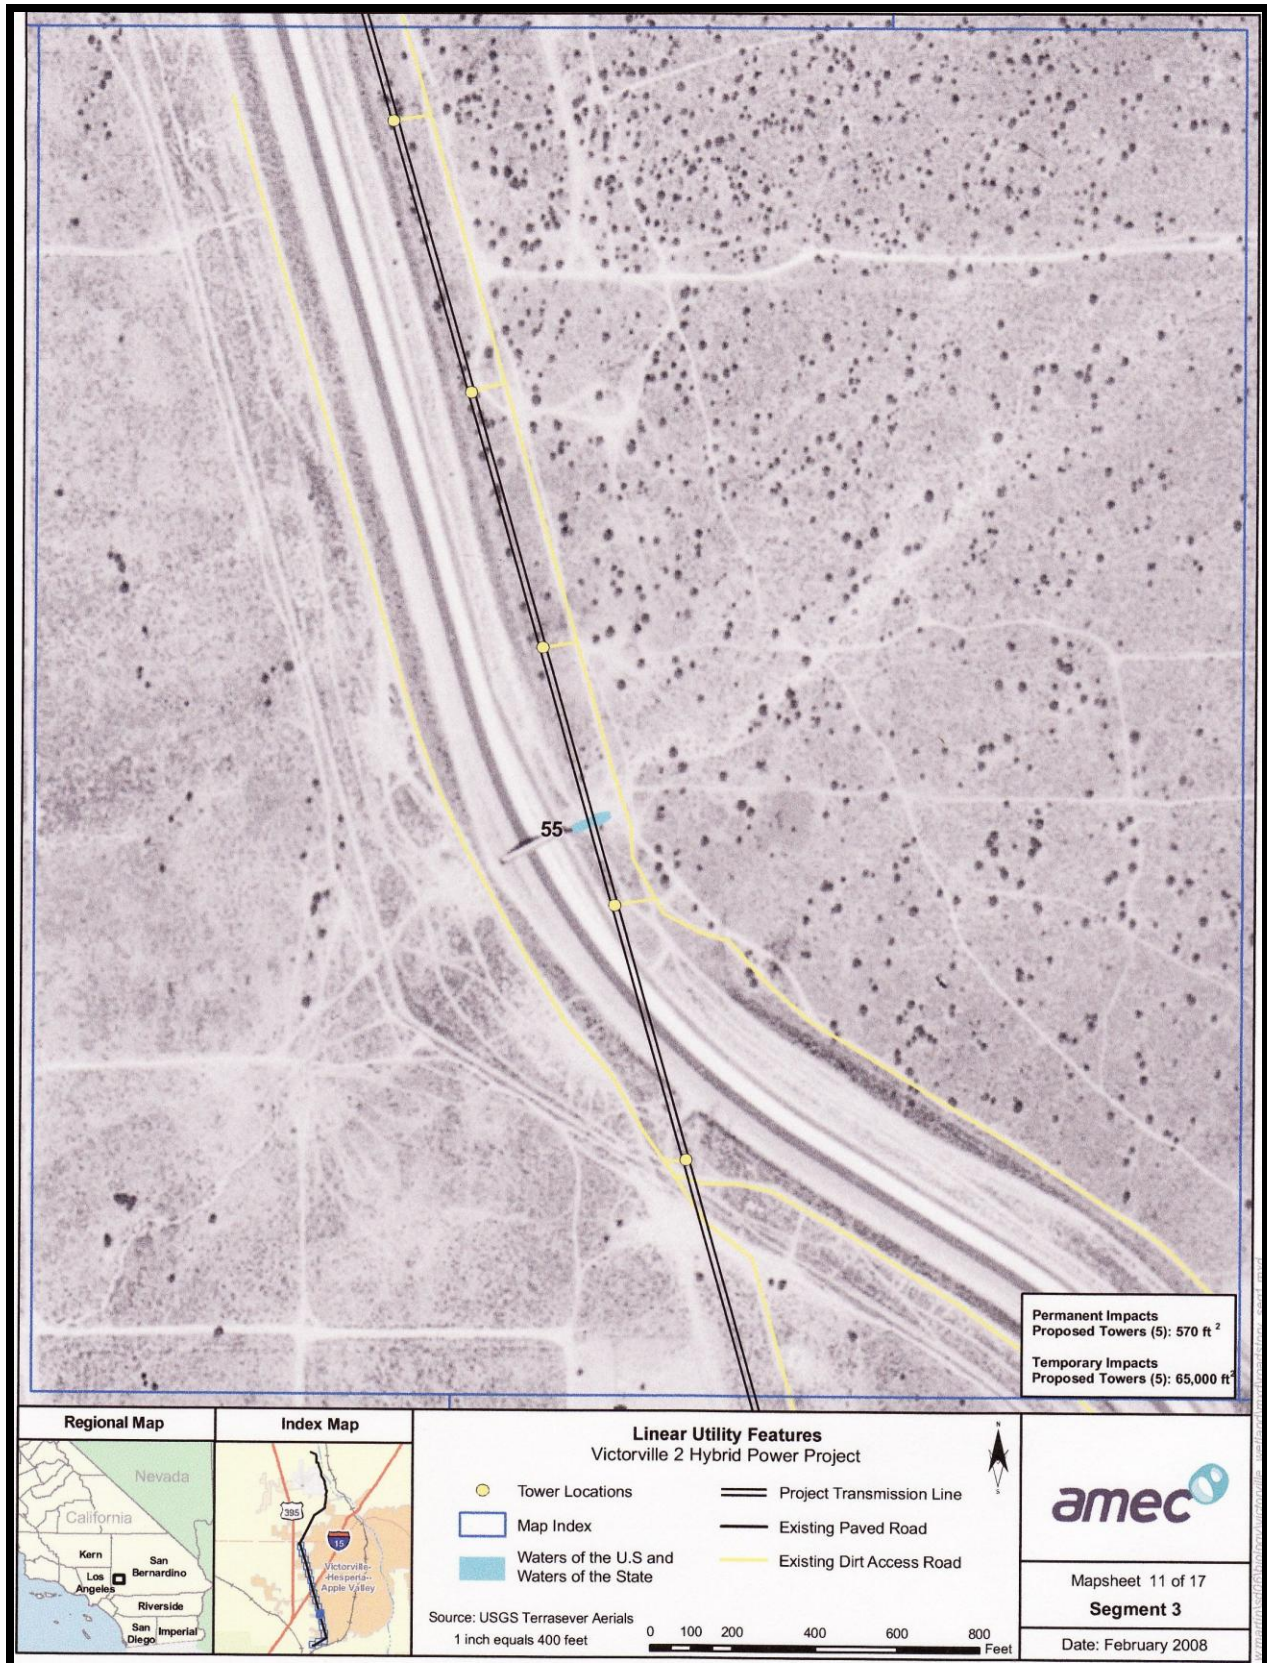 55
Permanent Impacts
Proposed Towers (5): 570 ft 2
Temporary Impacts
Proposed Towers (5): 65,000 ft2
Regional Map
Nevada
California
Kern
San
Bernardino
Los
Angeles
Riverside
San
Diego
Imperial
Index Map
395
15
Victorville-
Hesperia-
Apple Valley
Linear Utility Features
Victorville 2 Hybrid Power Project
N
S
Tower Locations
Map Index
Waters of the U.S and
Waters of the State
Project Transmission Line
Existing Paved Road
Existing Dirt Access Road
Source: USGS Terrasever Aerials
1 inch equals 400 feet
0 100 200 400 600 800
Feet
amec
Mapsheet 11 of 17
Segment 3
Date: February 2008